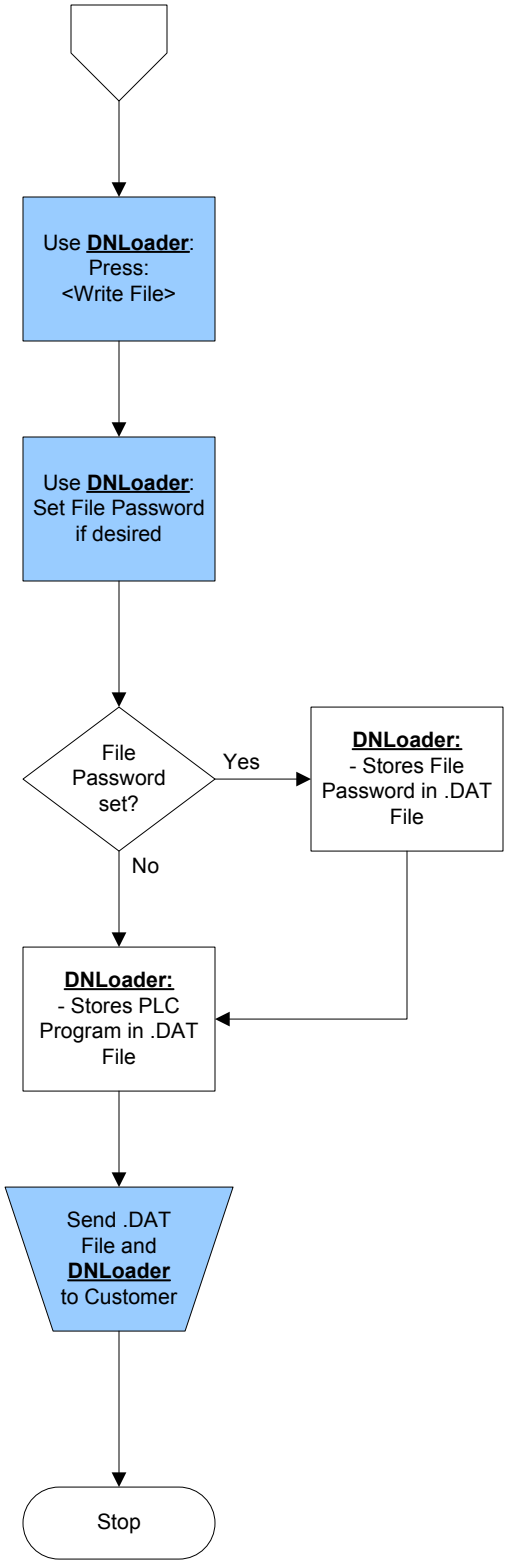 Use DNLoader:
Press:
<Write File>
Use DNLoader:
Set File Password
if desired
File
Password
set?
Yes
DNLoader:
- Stores File
Password in .DAT
File
No
DNLoader:
- Stores PLC
Program in .DAT
File
Send .DAT
File and
DNLoader
to Customer
Stop